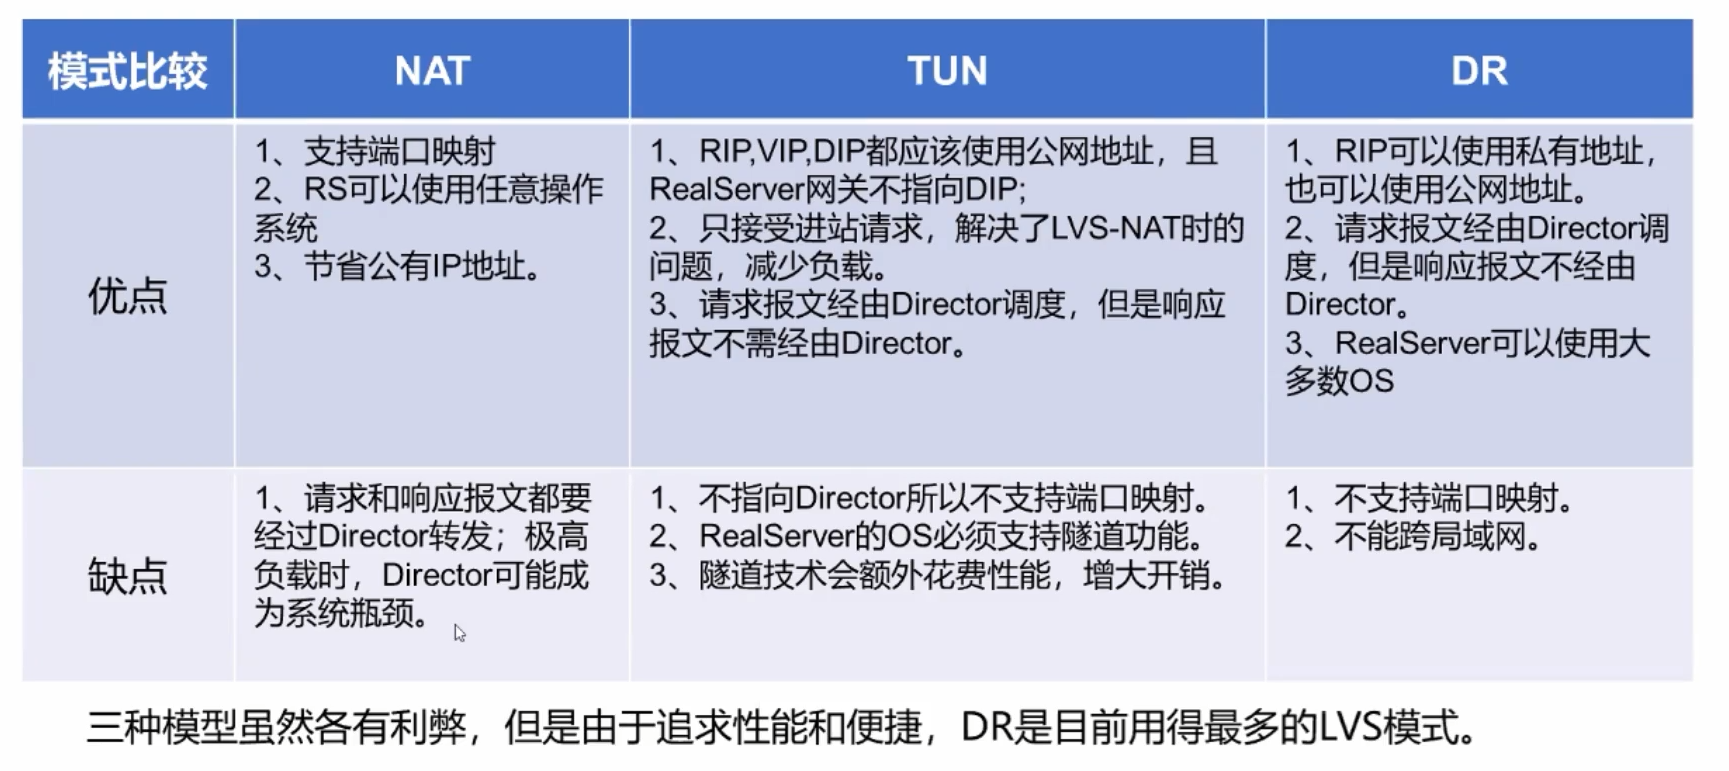 模式比较
NAT
TUN
DR
优点
1、支持端口映射
2、RS可以使用任意操作
系统
3、节省公有IP地址。
1、RIP,VIP,DIP都应该使用公网地址，且
RealServer网关不指向DIP;
2、只接受进站请求，解决了LVS-NAT时的
问题，减少负载。
3、请求报文经由Director调度，但是响应
报文不需经由Director。
1、RIP可以使用私有地址，
也可以使用公网地址。
2、请求报文经由Director调
度，但是响应报文不经由
Director。
3、RealServer可以使用大
多数OS
缺点
1、请求和响应报文都要
经过Director转发；极高
负载时，Director可能成
为系统瓶颈。
1、不指向Director所以不支持端口映射。
2、RealServer的OS必须支持隧道功能。
3、隧道技术会额外花费性能，增大开销。
1、不支持端口映射。
2、不能跨局域网。
三种模型虽然各有利弊，但是由于追求性能和便捷，DR是目前用得最多的LVS模式。